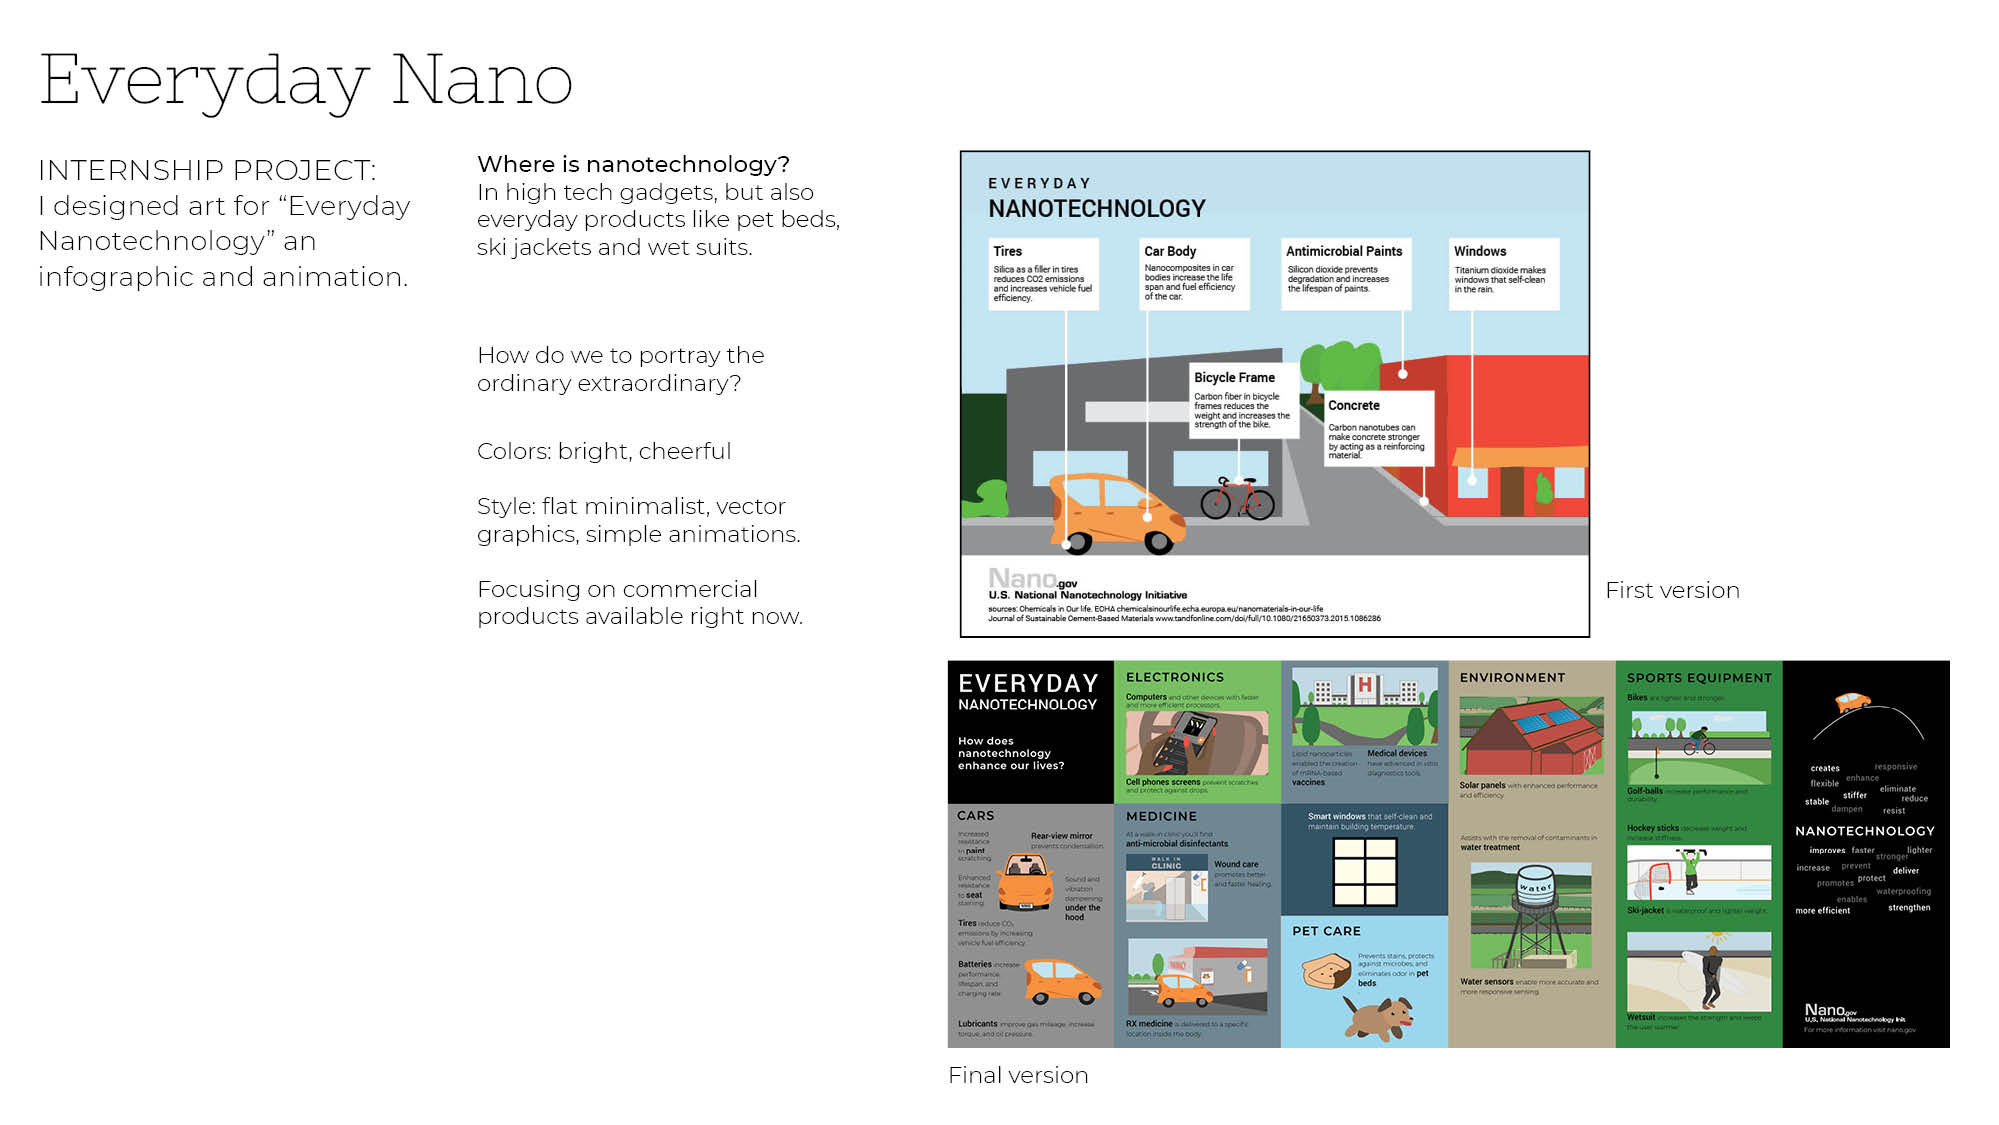 Everyday Nano
INTERNSHIP PROJECT:
I designed art for “Everyday
Nanotechnology” an
infographic and animation.
Where is nanotechnology?
In high tech gadgets, but also
everyday products like pet beds,
ski jackets and wet suits.
How do we to portray the
ordinary extraordinary?
Colors: bright, cheerful
Style: flat minimalist, vector
graphics, simple animations.
Focusing on commercial
products available right now.
EVERYDAY
NANOTECHNOLOGY
Tires
Silica as a filler in tires
reduces CO2 emissions
and increases vehicle fuel
efficiency.
Car Body
Nanocomposites in car
bodies increase the life
span and fuel efficiency
of the car.
Antimicrobial Paints
Silicon dioxide prevents
degradation and increases
the lifespan of paints.
Windows
Titanium dioxide makes
windows that self-clean
in the rain.
Bicycle Frame
Carbon fiber in bicycle
frames reduces the
weight and increases the
strength of the bike.
Concrete
Carbon nanotubes can
make concrete stronger
by acting as a reinforcing
material.
Nano.gov
U.S. National Nanotechnology Initiative
sources: Chemicals in Our life. ECHA chemicalsinourlife.echa.europa.eu/nanomaterials-in-our-life
Journal of Sustainable Cement-Based Materials www.tandfonline.com/doi/full/10.1080/21650373.2015.1086286
First version
EVERYDAY
NANOTECHNOLOGY
How does
nanotechnology
enhance our lives?
CARS
Increased
resistance
to paint
scratching.
Rear-view mirror
prevents condensation.
Enhanced
resistance
to seat
staining.
Sound and
vibration
dampening
under the
hood.
Tires reduce CO₂
emissions by increasing
vehicle fuel efficiency.
Batteries increase
performance,
lifespan, and
charging rate.
Lubricants improve gas mileage, increase
torque, and oil pressure.
ELECTRONICS
Computers and other devices with faster
and more efficient processors.
Cell phones screens prevent scratches
and protect against drops.
MEDICINE
At a walk-in clinic you'll find
anti-microbial disinfectants.
WALK IN
CLINIC
Wound care
promotes better
and faster healing.
RX medicine is delivered to a specific
location inside the body.
H
Lipid nanoparticles
enabled the creation
of mRNA-based
vaccines.
Medical devices
have advanced in vitro
diagnostics tools.
Smart windows that self-clean and
maintain building temperature.
PET CARE
Prevents stains, protects
against microbes, and
eliminates odor in pet
beds.
ENVIRONMENT
Solar panels with enhanced performance
and efficiency.
Assists with the removal of contaminants in
water treatment.
water
Water sensors enable more accurate and
more responsive sensing.
SPORTS EQUIPMENT
Bikes are lighter and stronger.
Golf-balls increase performance and
durability.
Hockey sticks decrease weight and
increase stiffness.
Ski-jacket is waterproof and lighter weight.
Wetsuit increases the strength and keeps
the user warmer.
creates
responsive
flexible
enhance
eliminate
stable
stiffer
reduce
dampen
resist
NANOTECHNOLOGY
improves
faster
stronger
lighter
increase
prevent
deliver
promotes
protect
waterproofing
enables
more efficient
strengthen
Nano.gov
U.S. National Nanotechnology Init
For more information visit nano.gov
Final version